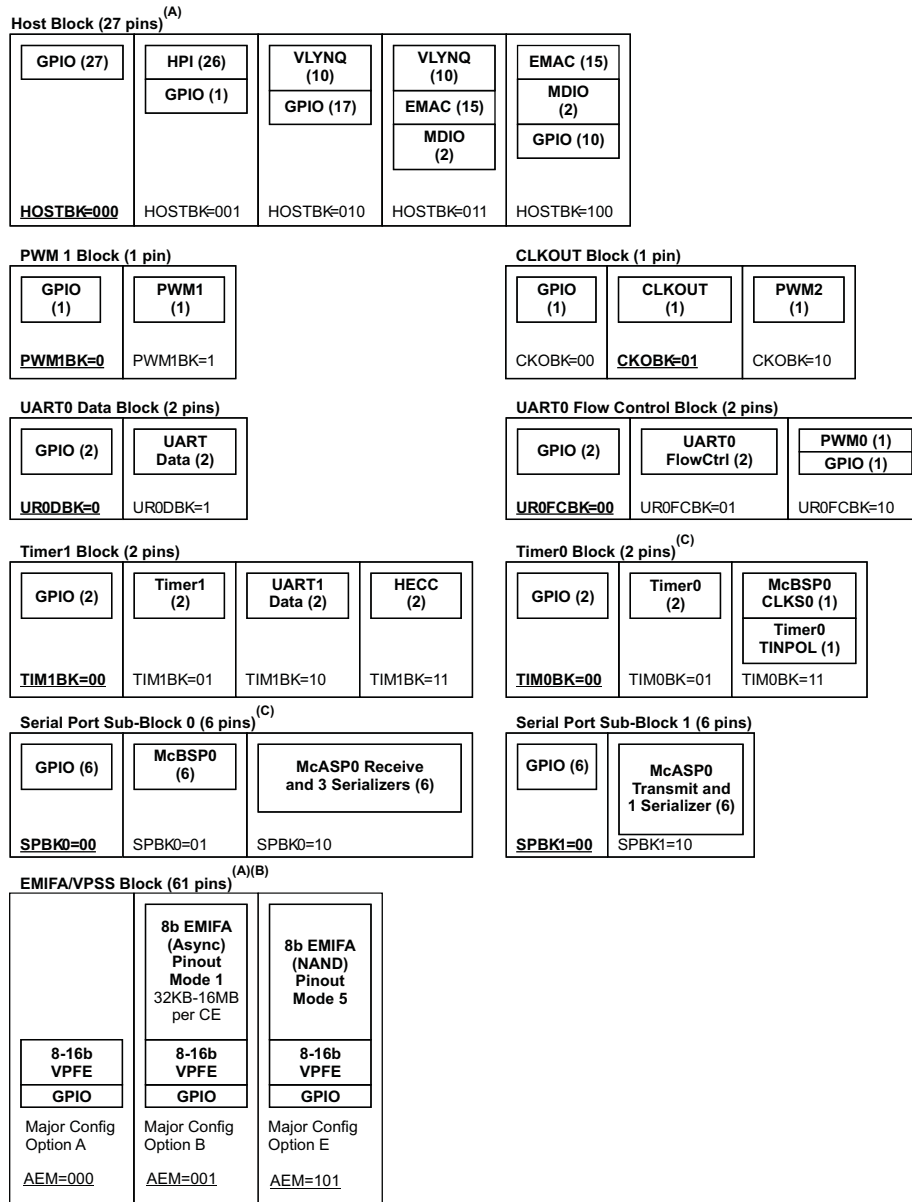 Host Block (27 pins)(A)
GPIO (27)
HOSTBK=000
HPI (26)
GPIO (1)
HOSTBK=001
VLYNQ
(10)
GPIO (17)
HOSTBK=010
VLYNQ
(10)
EMAC (15)
MDIO
(2)
HOSTBK=011
EMAC (15)
MDIO
(2)
GPIO (10)
HOSTBK=100
PWM 1 Block (1 pin)
GPIO
(1)
PWM1BK=0
PWM1
(1)
PWM1BK=1
CLKOUT Block (1 pin)
GPIO
(1)
CKOBK=00
CLKOUT
(1)
CKOBK=01
PWM2
(1)
CKOBK=10
UART0 Data Block (2 pins)
GPIO (2)
UR0DBK=0
UART
Data (2)
UR0DBK=1
UART0 Flow Control Block (2 pins)
GPIO (2)
UR0FCBK=00
UART0
FlowCtrl (2)
UR0FCBK=01
PWM0 (1)
GPIO (1)
UR0FCBK=10
Timer1 Block (2 pins)
GPIO (2)
TIM1BK=00
Timer1
(2)
TIM1BK=01
UART1
Data (2)
TIM1BK=10
HECC
(2)
TIM1BK=11
Timer0 Block (2 pins)(C)
GPIO (2)
TIM0BK=00
Timer0
(2)
TIM0BK=01
McBSP0
CLKS0 (1)
Timer0
TINPOL (1)
TIM0BK=11
Serial Port Sub-Block 0 (6 pins)(C)
GPIO (6)
SPBK0=00
McBSP0
(6)
SPBK0=01
McASP0 Receive
and 3 Serializers (6)
SPBK0=10
Serial Port Sub-Block 1 (6 pins)
GPIO (6)
SPBK1=00
McASP0
Transmit and
1 Serializer (6)
SPBK1=10
EMIFA/VPSS Block (61 pins)(A)(B)
8-16b
VPFE
GPIO
Major Config
Option A
AEM=000
8b EMIFA
(Async)
Pinout
Mode 1
32KB-16MB
per CE
8-16b
VPFE
GPIO
Major Config
Option B
AEM=001
8b EMIFA
(NAND)
Pinout
Mode 5
8-16b
VPFE
GPIO
Major Config
Option E
AEM=101